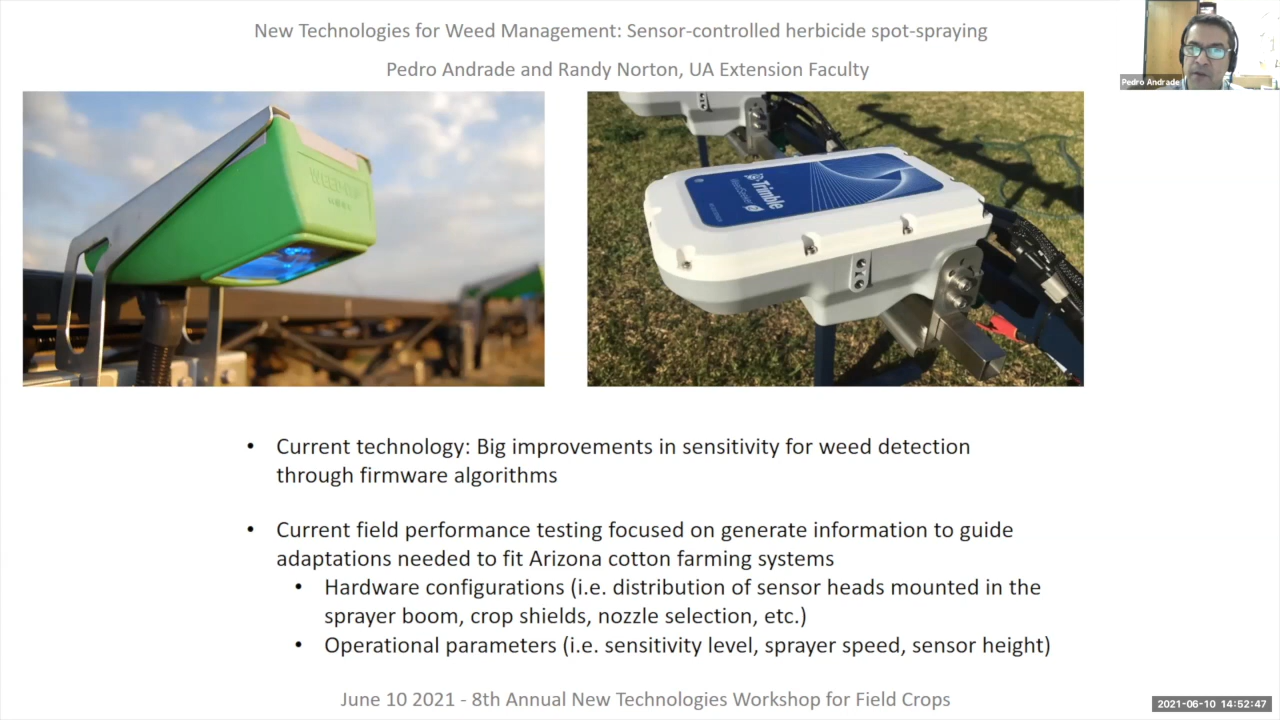 New Technologies for Weed Management: Sensor-controlled herbicide spot-spraying
Pedro Andrade and Randy Norton, UA Extension Faculty
Pedro Andrade
Trimble
• Current technology: Big improvements in sensitivity for weed detection
through firmware algorithms
• Current field performance testing focused on generate information to guide
adaptations needed to fit Arizona cotton farming systems
• Hardware configurations (i.e. distribution of sensor heads mounted in the
sprayer boom, crop shields, nozzle selection, etc.)
• Operational parameters (i.e. sensitivity level, sprayer speed, sensor height)
June 10 2021 - 8th Annual New Technologies Workshop for Field Crops
2021-06-10 14:52:47